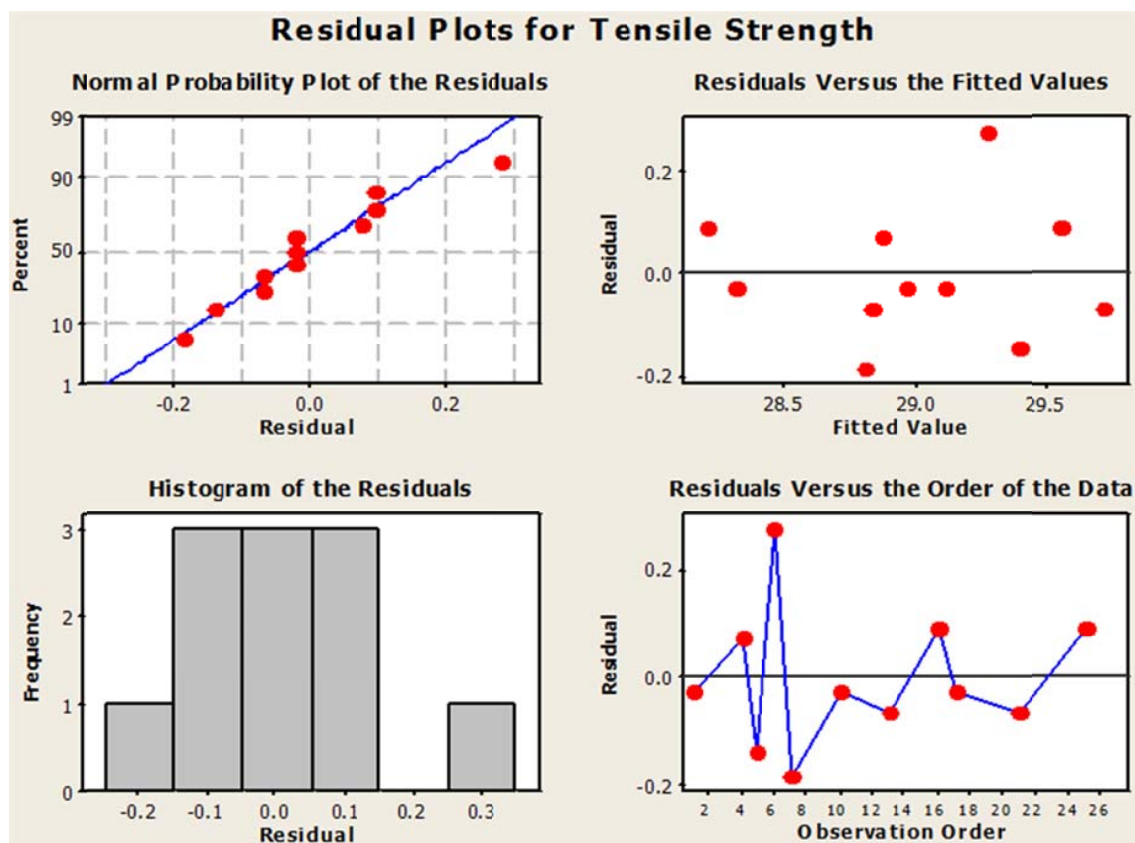 Residual Plots for Tensile Strength
Normal Probability Plot of the Residuals
99
90
50
10
1
Percent
-0.2 0.0 0.2
Residual
Residuals Versus the Fitted Values
0.2
0.0
-0.2
Residual
28.5 29.0 29.5
Fitted Value
Histogram of the Residuals
3
2
1
0
Frequency
-0.2 -0.1 0.0 0.1 0.2 0.3
Residual
Residuals Versus the Order of the Data
0.2
0.0
-0.2
Residual
2 4 6 8 10 12 14 16 18 20 22 24 26
Observation Order